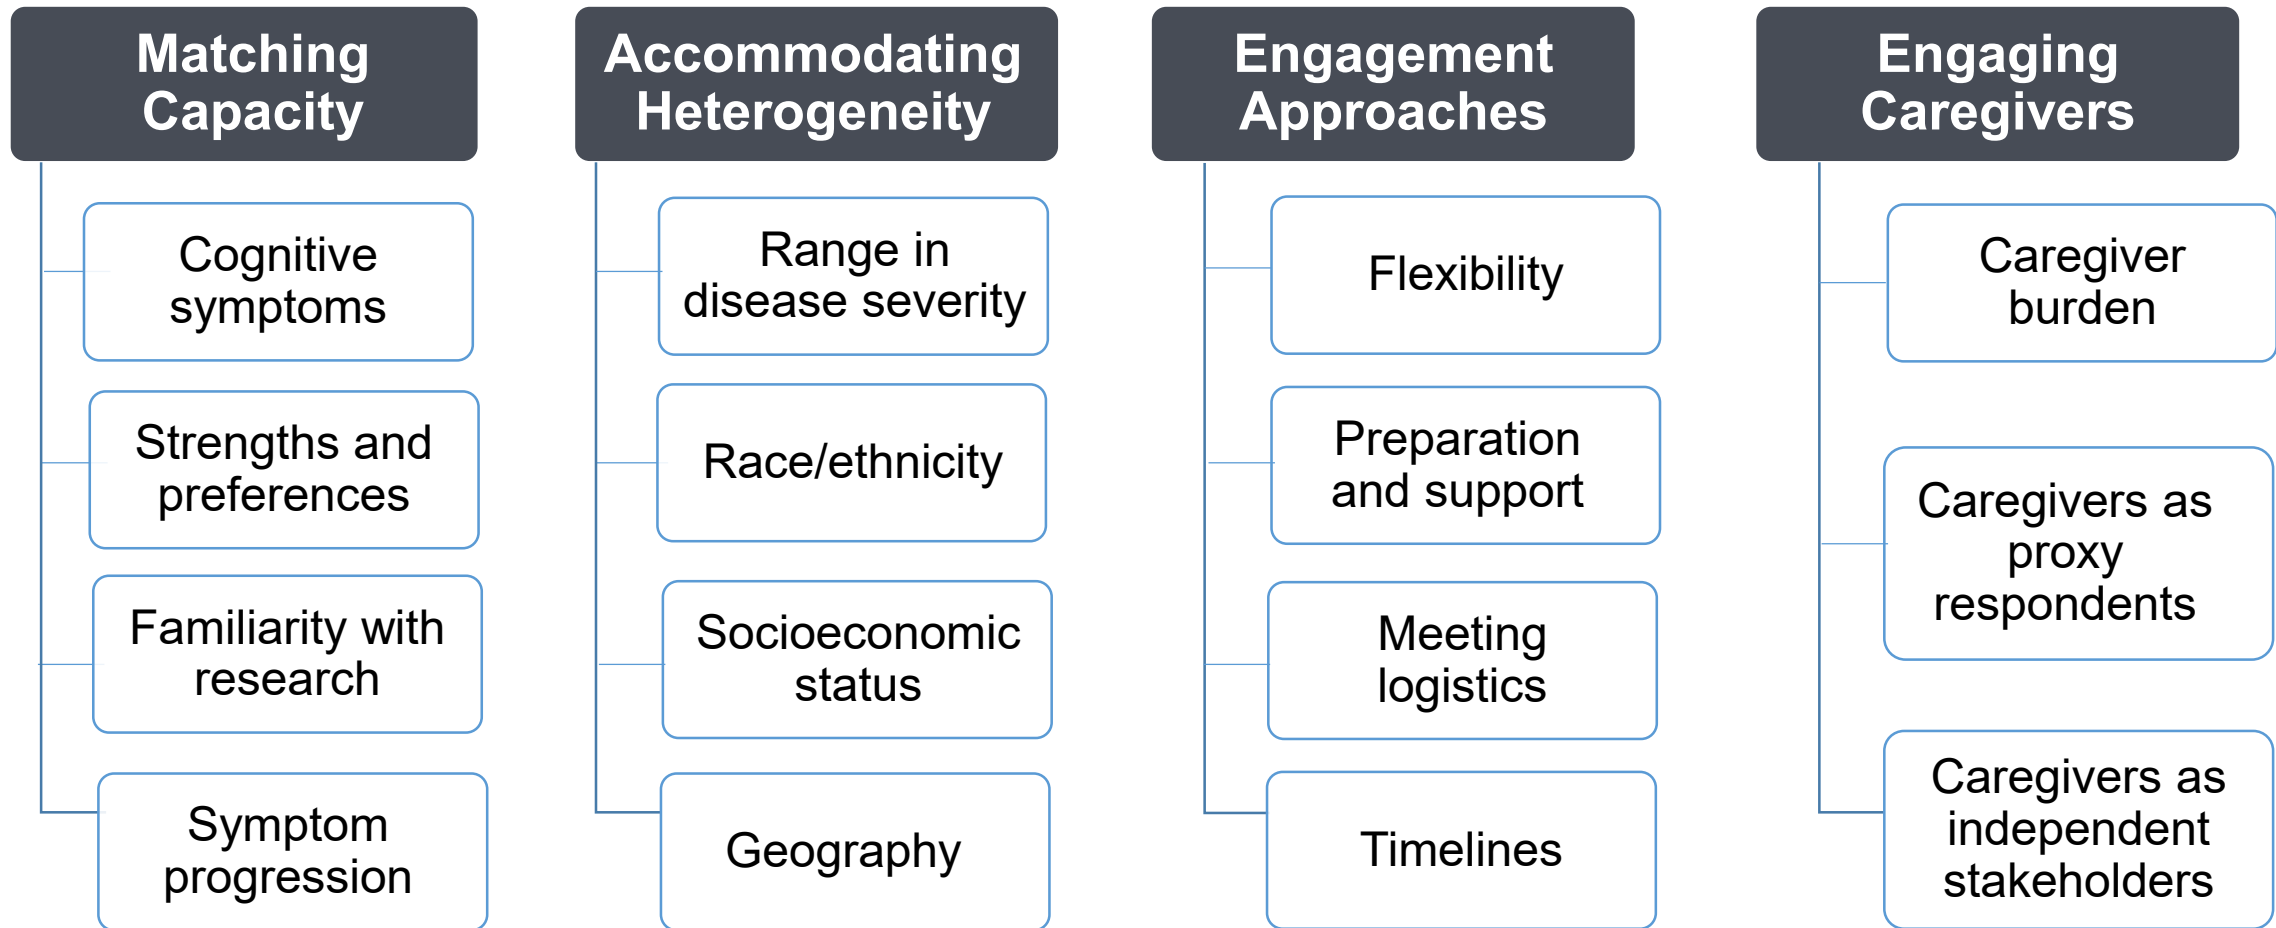 Matching
Capacity
Cognitive
symptoms
Strengths and
preferences
Familiarity with
research
Symptom
progression
Accommodating
Heterogeneity
Range in
disease severity
Race/ethnicity
Socioeconomic
status
Geography
Engagement
Approaches
Flexibility
Preparation
and support
Meeting
logistics
Timelines
Engaging
Caregivers
Caregiver
burden
Caregivers as
proxy
respondents
Caregivers as
independent
stakeholders